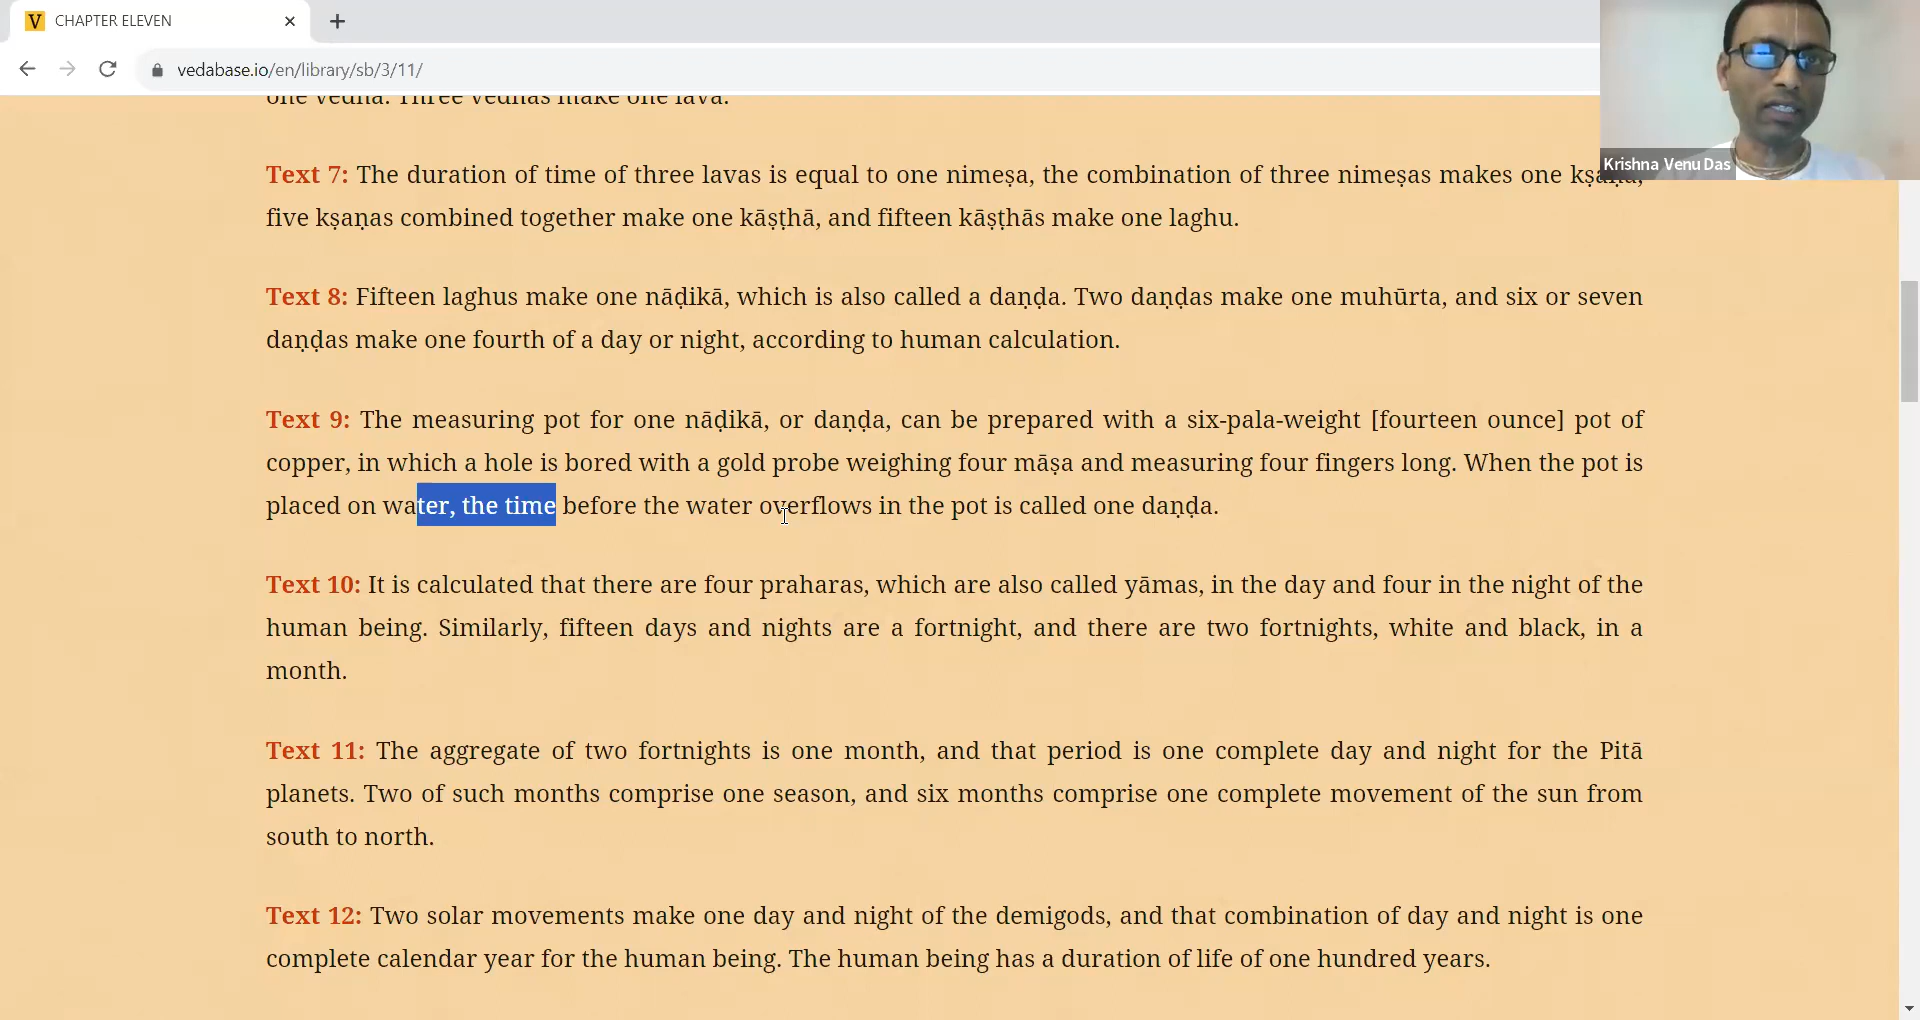 V CHAPTER ELEVEN
vedabase.io/en/library/sb/3/11/
one vedha. Three vedhas make one lava.
Text 7: The duration of time of three lavas is equal to one nimeṣa, the combination of three nimeṣas makes one kṣaṇa,
five kṣaṇas combined together make one kāṣṭhā, and fifteen kāṣṭhās make one laghu.
Text 8: Fifteen laghus make one nāḍikā, which is also called a daṇḍa. Two daṇḍas make one muhūrta, and six or seven
daṇḍas make one fourth of a day or night, according to human calculation.
Text 9: The measuring pot for one nāḍikā, or daṇḍa, can be prepared with a six-pala-weight [fourteen ounce] pot of
copper, in which a hole is bored with a gold probe weighing four māṣa and measuring four fingers long. When the pot is
placed on water, the time before the water overflows in the pot is called one daṇḍa.
Text 10: It is calculated that there are four praharas, which are also called yāmas, in the day and four in the night of the
human being. Similarly, fifteen days and nights are a fortnight, and there are two fortnights, white and black, in a
month.
Text 11: The aggregate of two fortnights is one month, and that period is one complete day and night for the Pitā
planets. Two of such months comprise one season, and six months comprise one complete movement of the sun from
south to north.
Text 12: Two solar movements make one day and night of the demigods, and that combination of day and night is one
complete calendar year for the human being. The human being has a duration of life of one hundred years.
Krishna Venu Das